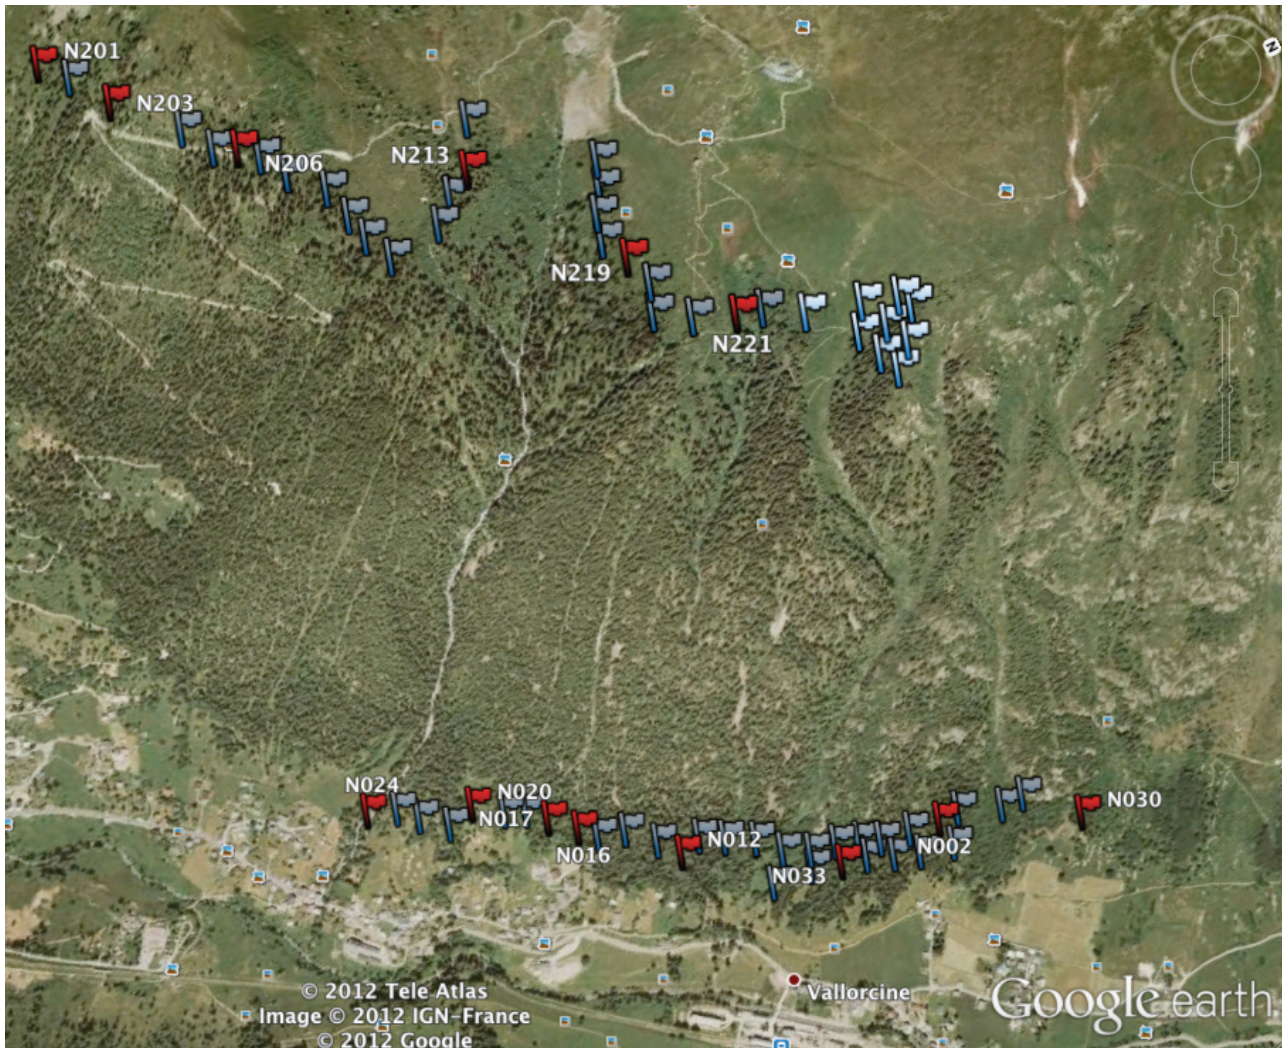 N
N201
N203
N213
N206
N219
N221
N024
N020
N030
N017
N012
N002
N016
N033
Vallorcine
© 2012 Tele Atlas
Image © 2012 IGN-France
© 2012 Google
Google earth